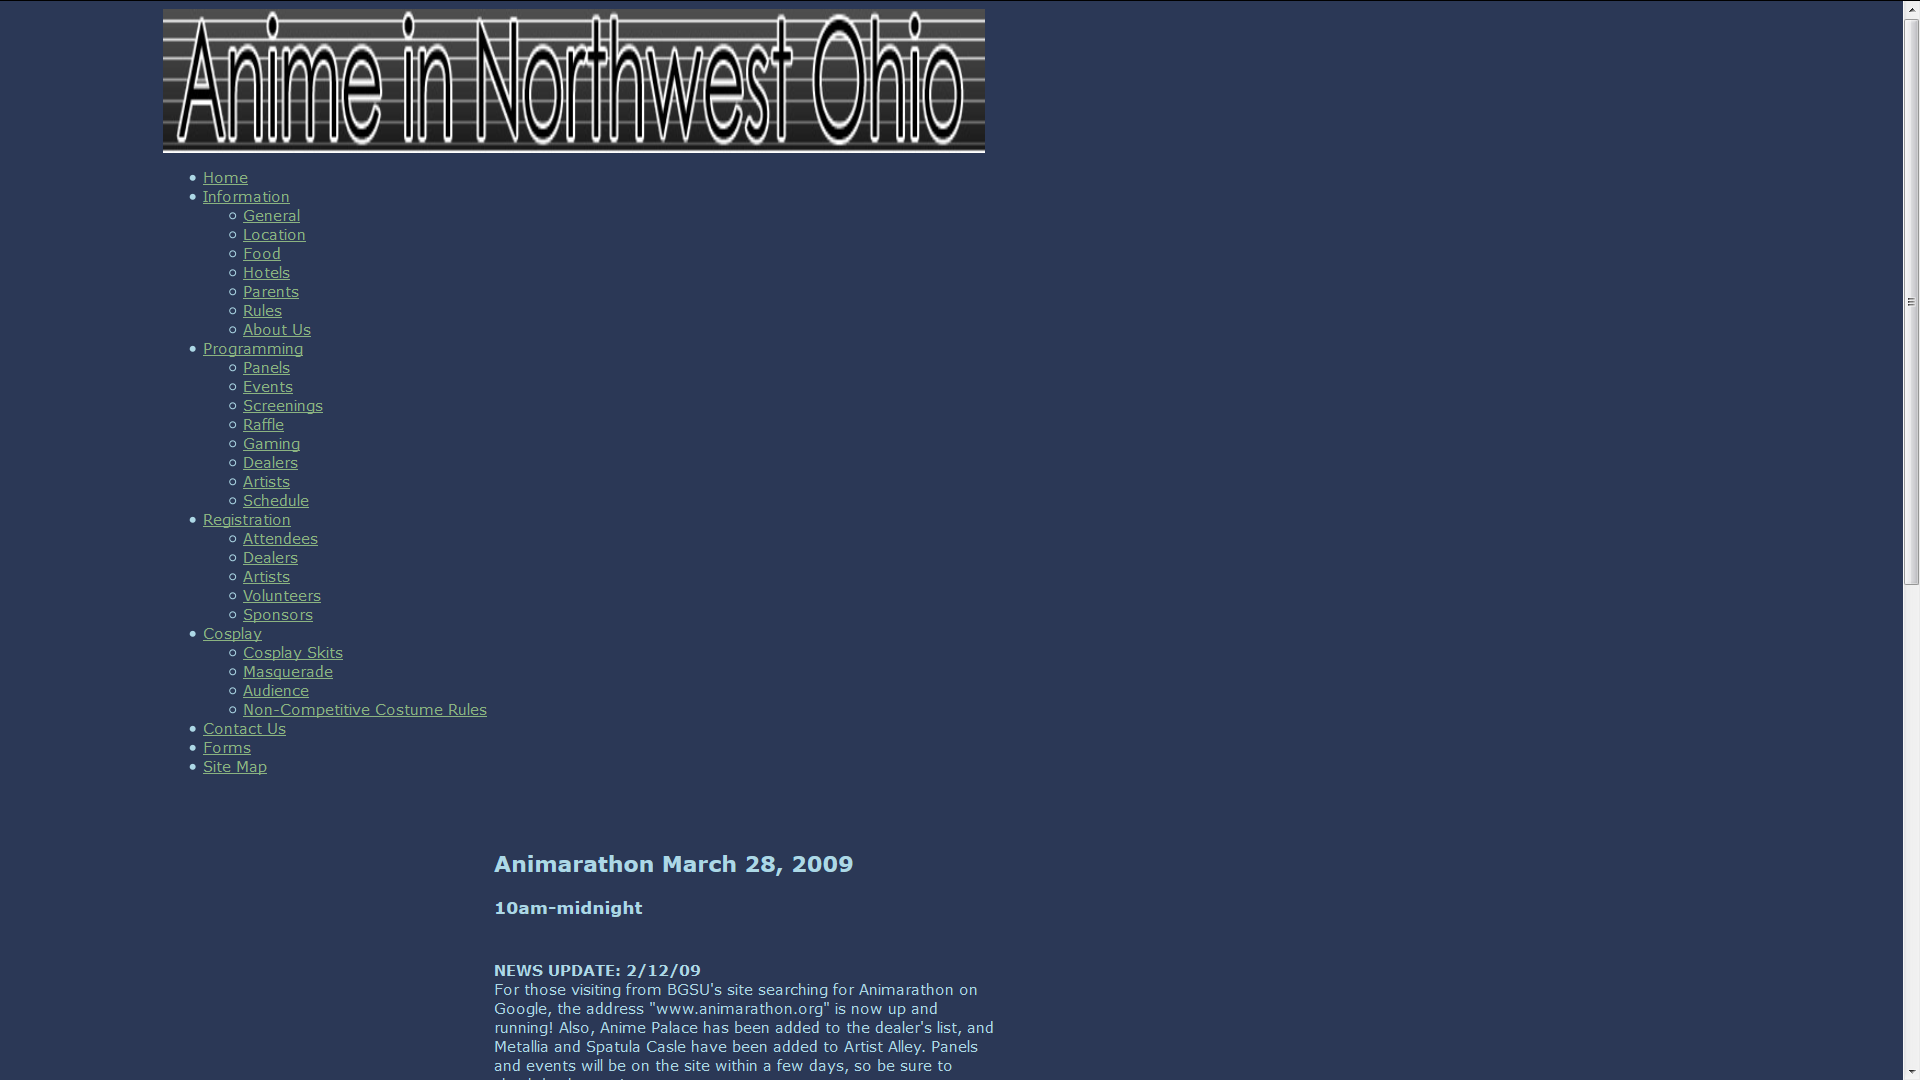 Anime in Northwest Ohio
Home
Information
General
Location
Food
Hotels
Parents
Rules
About Us
Programming
Panels
Events
Screenings
Raffle
Gaming
Dealers
Artists
Schedule
Registration
Attendees
Dealers
Artists
Volunteers
Sponsors
Cosplay
Cosplay Skits
Masquerade
Audience
Non-Competitive Costume Rules
Contact Us
Forms
Site Map
Animarathon March 28, 2009
10am-midnight
NEWS UPDATE: 2/12/09
For those visiting from BGSU's site searching for Animarathon on
Google, the address "www.animarathon.org" is now up and
running! Also, Anime Palace has been added to the dealer's list, and
Metallia and Spatula Casle have been added to Artist Alley. Panels
and events will be on the site within a few days, so be sure to